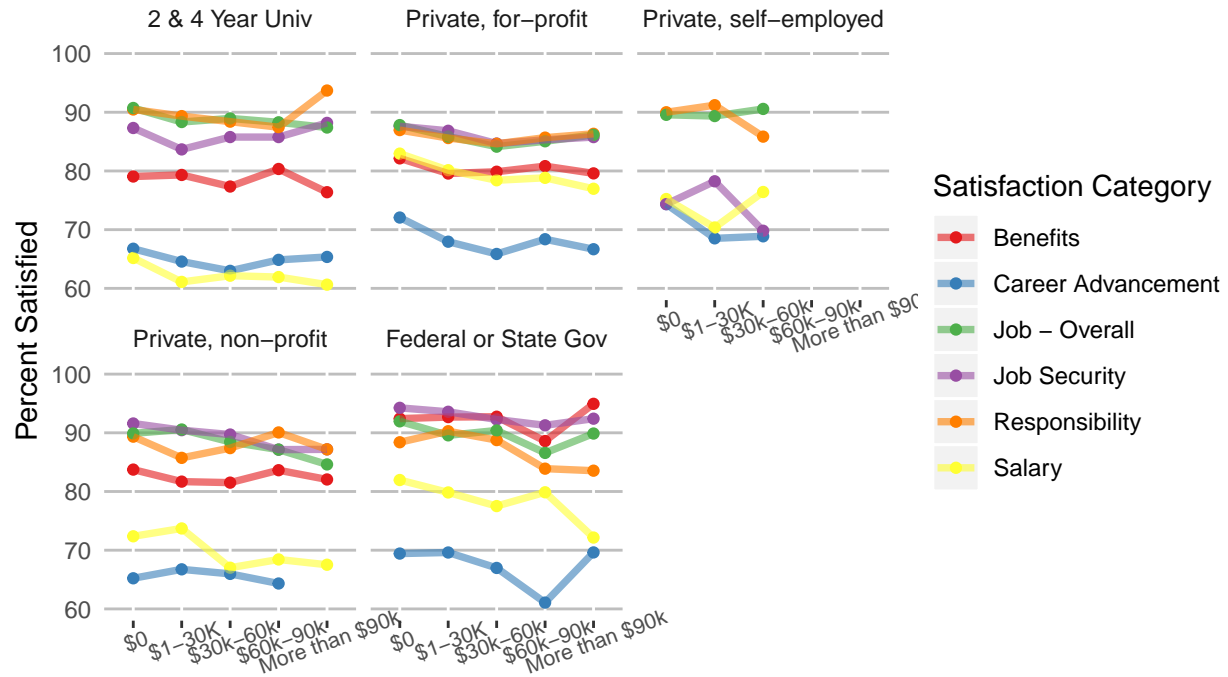 2 & 4 Year Univ
Private, for−profit
Private, self−employed
100
90
80
70
60
$0
$1−30K
$30k−60k
$60k−90k
More than $90
Private, non−profit
Federal or State Gov
100
90
80
70
60
$0
$1−30K
$30k−60k
$60k−90k
More than $90k
$0
$1−30K
$30k−60k
$60k−90k
More than $90k
Percent Satisfied
Satisfaction Category
Benefits
Career Advancement
Job − Overall
Job Security
Responsibility
Salary